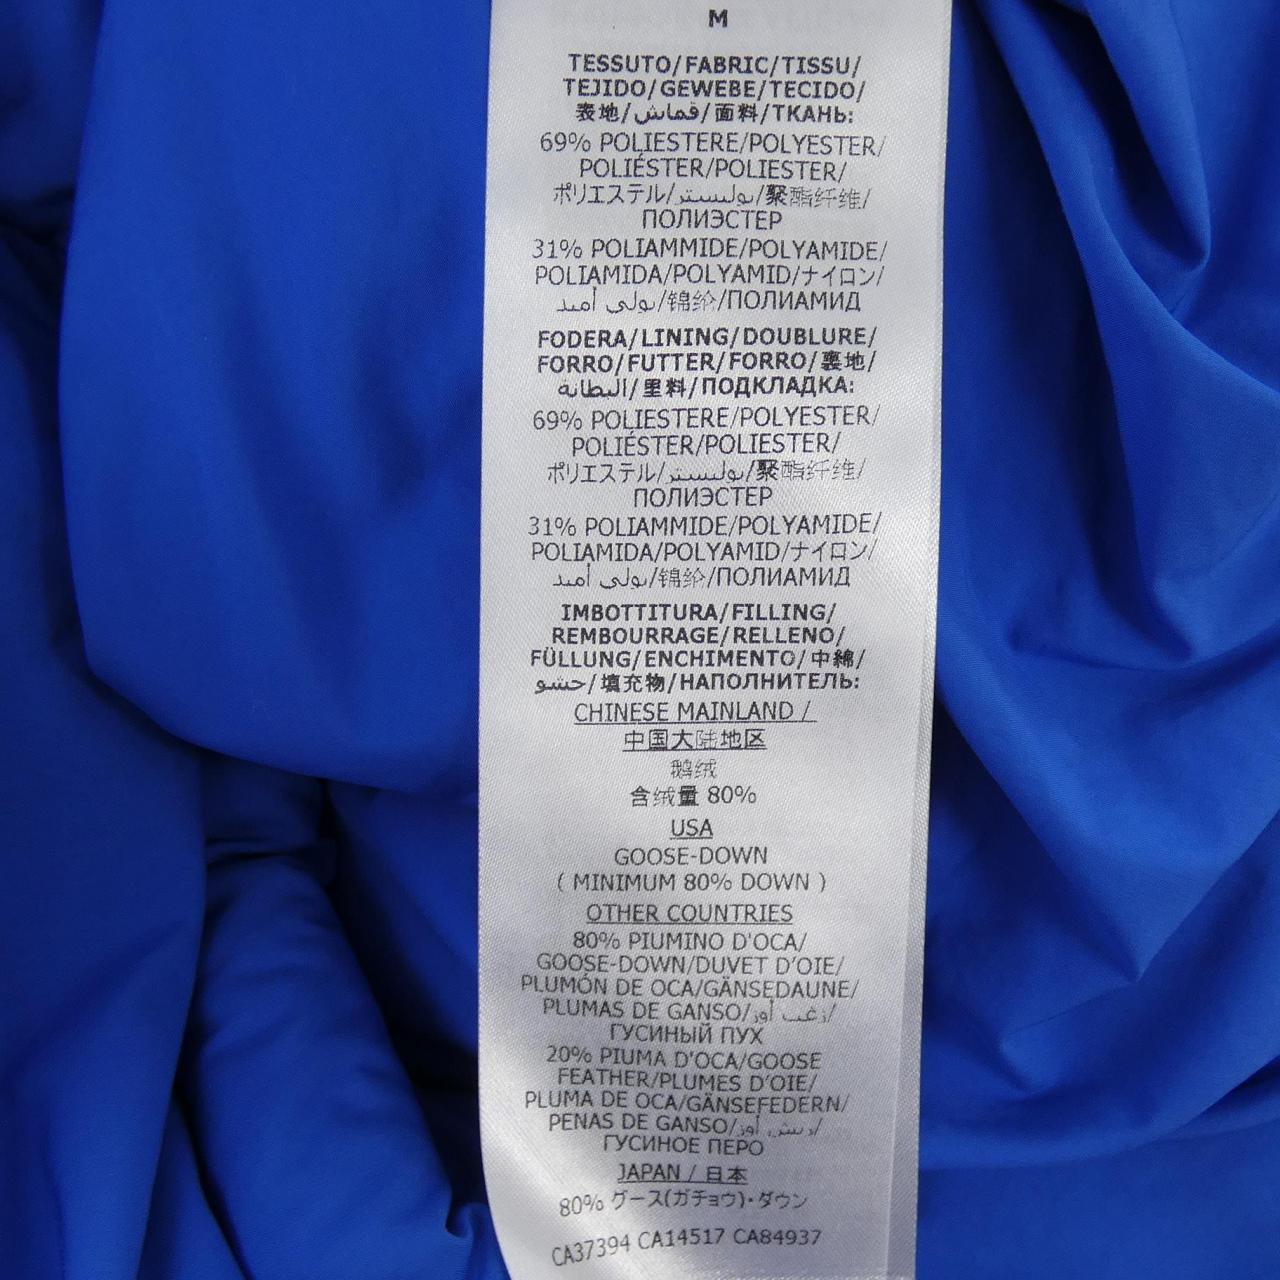 M
TESSUTO/FABRIC/TISSU/
TEJIDO/GEWEBE/TECIDO/
表地/قماش/面料/ТКАНЬ:
69% POLIESTERE/POLYESTER/
POLIÉSTER/POLIESTER/
ポリエステル/بوليستر/聚酯纤维/
ПОЛИЭСТЕР
31% POLIAMMIDE/POLYAMIDE/
POLIAMIDA/POLYAMID/ナイロン/
بولي أميد/锦纶/ПОЛИАМИД
FODERA/LINING/DOUBLURE/
FORRO/FUTTER/FORRO/裏地/
البطانة/里料/ПОДКЛАДКА:
69% POLIESTERE/POLYESTER/
POLIÉSTER/POLIESTER/
ポリエステル/بوليستر/聚酯纤维/
ПОЛИЭСТЕР
31% POLIAMMIDE/POLYAMIDE/
POLIAMIDA/POLYAMID/ナイロン/
بولي أميد/锦纶/ПОЛИАМИД
IMBOTTITURA/FILLING/
REMBOURRAGE/RELLENO/
FÜLLUNG/ENCHIMENTO/中綿/
حشو/填充物/НАПОЛНИТЕЛЬ:
CHINESE MAINLAND /
中国大陆地区
鹅绒
含绒量 80%
USA
GOOSE-DOWN
( MINIMUM 80% DOWN )
OTHER COUNTRIES
80% PIUMINO D'OCA/
GOOSE-DOWN/DUVET D'OIE/
PLUMÓN DE OCA/GÄNSEDAUNE/
PLUMAS DE GANSO/زغب أوز/
ГУСИНЫЙ ПУХ
20% PIUMA D'OCA/GOOSE
FEATHER/PLUMES D'OIE/
PLUMA DE OCA/GÄNSEFEDERN/
PENAS DE GANSO/ريش أوز/
ГУСИНОЕ ПЕРО
JAPAN / 日本
80% グース(ガチョウ)・ダウン
CA37394 CA14517 CA84937